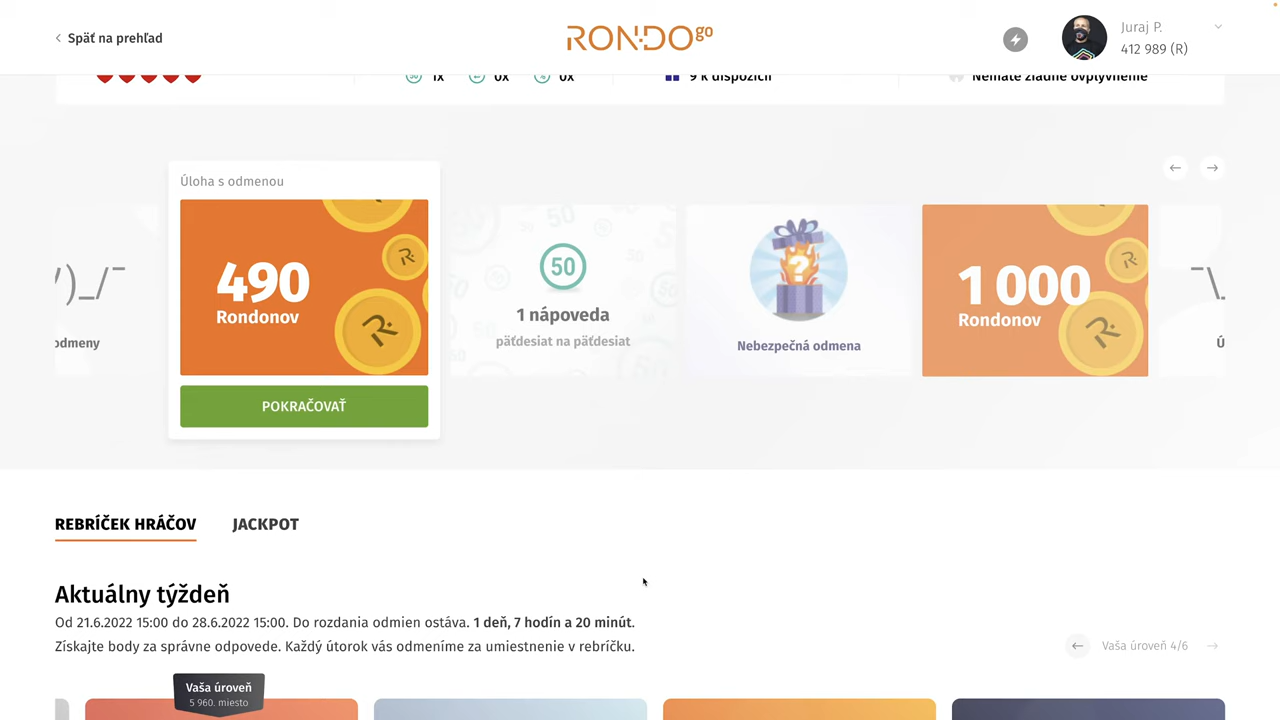 Späť na prehľad
RONDO go
Juraj P.
412 989 (R)
1x
0x
0x
9 k dispozícii
Nemáte žiadne ovplyvnenie
Úloha s odmenou
490
Rondonov
POKRAČOVAŤ
¯\_(ツ)_/¯
50
1 nápoveda
päťdesiat na päťdesiat
Nebezpečná odmena
1 000
Rondonov
REBRÍČEK HRÁČOV
JACKPOT
Aktuálny týždeň
Od 21.6.2022 15:00 do 28.6.2022 15:00. Do rozdania odmien ostáva. 1 deň, 7 hodín a 20 minút.
Získajte body za správne odpovede. Každý útorok vás odmeníme za umiestnenie v rebríčku.
Vaša úroveň 4/6
Vaša úroveň
5 960. miesto